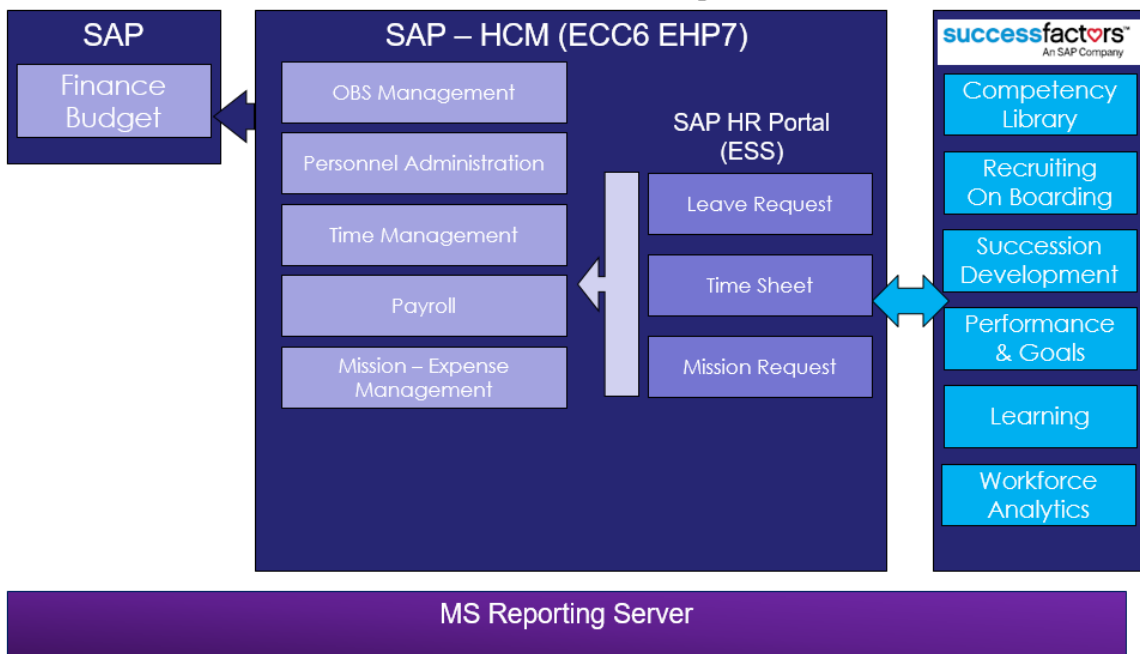 SAP
Finance
Budget
SAP – HCM (ECC6 EHP7)
OBS Management
Personnel Administration
Time Management
Payroll
Mission – Expense
Management
SAP HR Portal
(ESS)
Leave Request
Time Sheet
Mission Request
successfactors™
An SAP Company
Competency
Library
Recruiting
On Boarding
Succession
Development
Performance
& Goals
Learning
Workforce
Analytics
MS Reporting Server